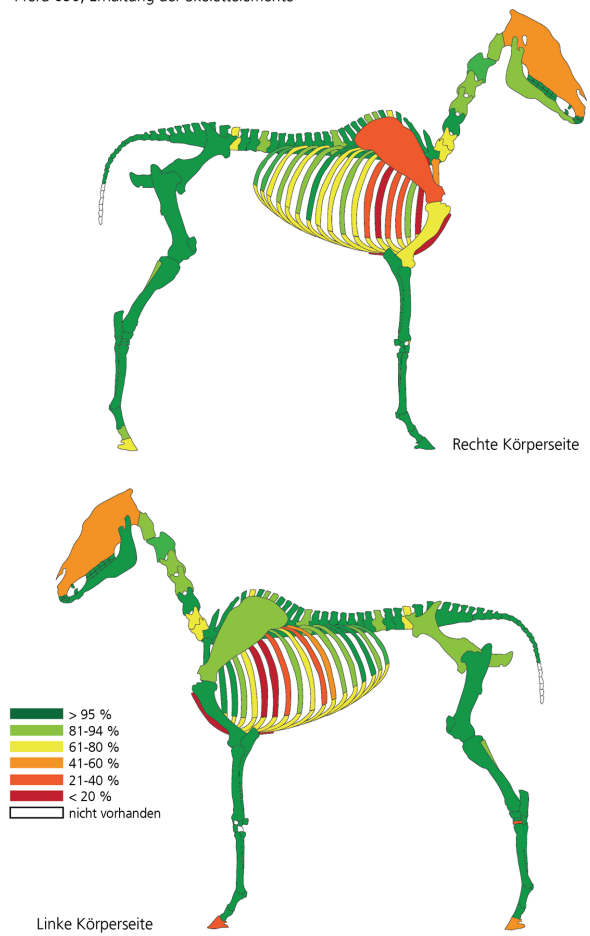 Rechte Körperseite
> 95 %
81-94 %
61-80 %
41-60 %
21-40 %
< 20 %
nicht vorhanden
Linke Körperseite